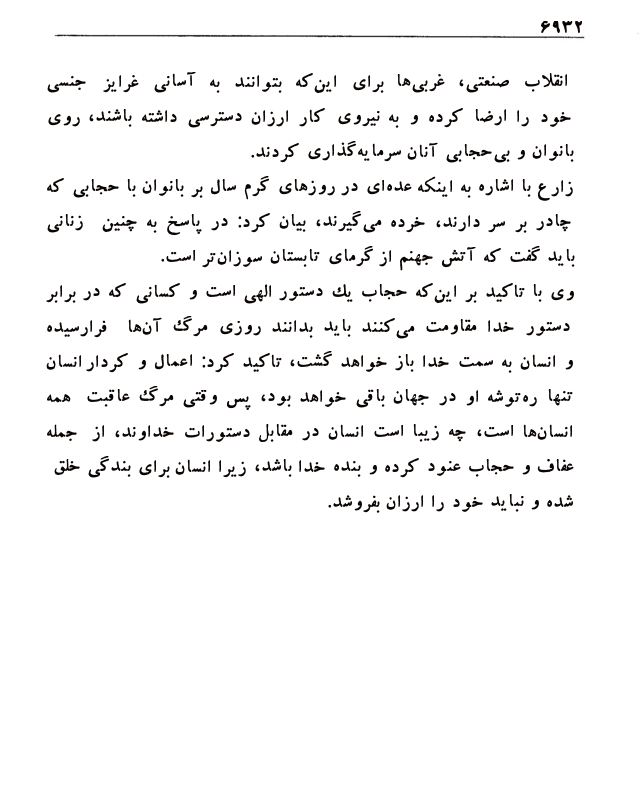 ۶۹۳۲
انقلاب صنعتی، غربی‌ها برای این‌که بتوانند به آسانی غرایز جنسی
خود را ارضا کرده و به نیروی کار ارزان دسترسی داشته باشند، روی
بانوان و بی‌حجابی آنان سرمایه‌گذاری کردند.
زارع با اشاره به اینکه عده‌ای در روزهای گرم سال بر بانوان با حجابی که
چادر بر سر دارند، خرده می‌گیرند، بیان کرد: در پاسخ به چنین زنانی
باید گفت که آتش جهنم از گرمای تابستان سوزان‌تر است.
وی با تاکید بر این‌که حجاب یك دستور الهی است و کسانی که در برابر
دستور خدا مقاومت می‌کنند باید بدانند روزی مرگ آن‌ها فرارسیده
و انسان به سمت خدا باز خواهد گشت، تاکید کرد: اعمال و کردار انسان
تنها ره‌توشه او در جهان باقی خواهد بود، پس وقتی مرگ عاقبت همه
انسان‌ها است، چه زیبا است انسان در مقابل دستورات خداوند، از جمله
عفاف و حجاب عنود کرده و بنده خدا باشد، زیرا انسان برای بندگی خلق
شده و نباید خود را ارزان بفروشد.